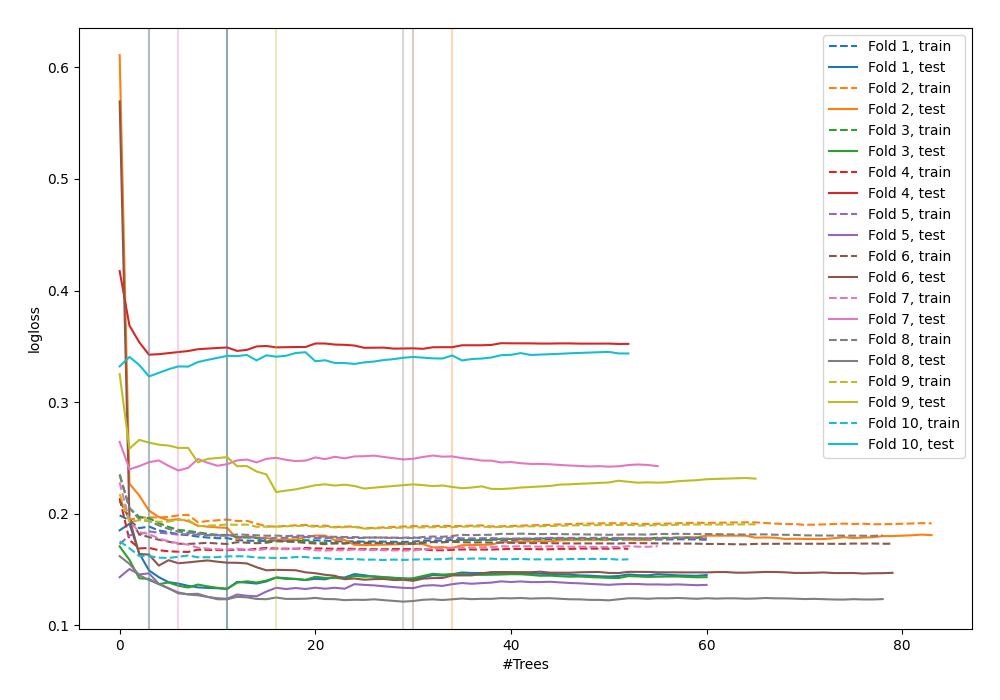 0.6
0.5
0.4
0.3
0.2
0.1
logloss
0
20
40
60
80
#Trees
Fold 1, train
Fold 1, test
Fold 2, train
Fold 2, test
Fold 3, train
Fold 3, test
Fold 4, train
Fold 4, test
Fold 5, train
Fold 5, test
Fold 6, train
Fold 6, test
Fold 7, train
Fold 7, test
Fold 8, train
Fold 8, test
Fold 9, train
Fold 9, test
Fold 10, train
Fold 10, test